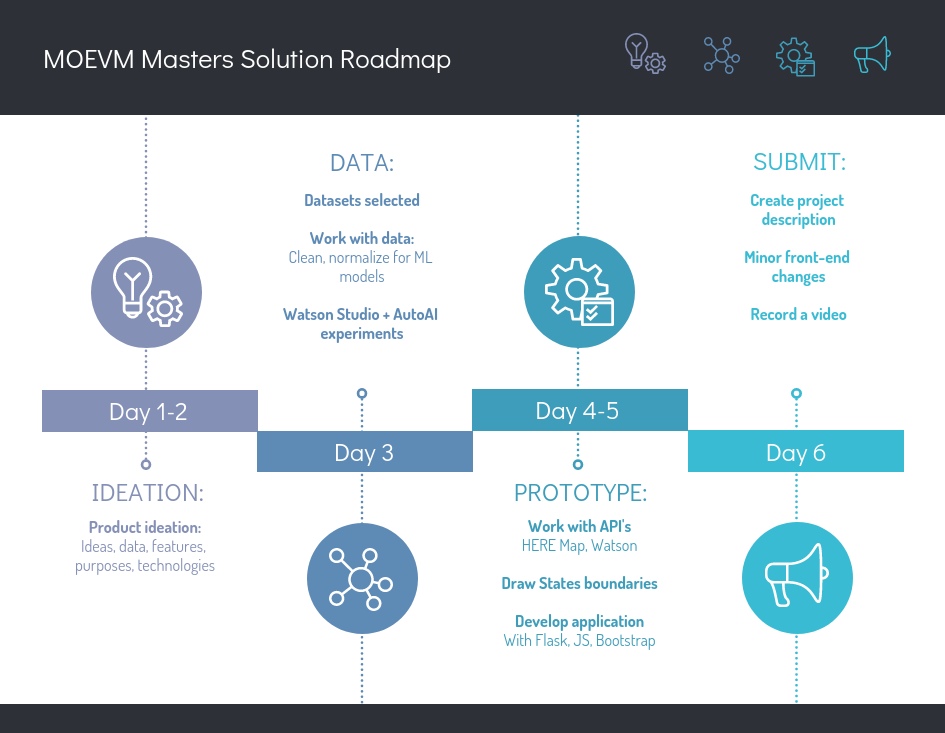 MOEVM Masters Solution Roadmap
Day 1-2
IDEATION:
Product ideation:
Ideas, data, features,
purposes, technologies
DATA:
Datasets selected
Work with data:
Clean, normalize for ML
models
Watson Studio + AutoAI
experiments
Day 3
Day 4-5
PROTOTYPE:
Work with API's
HERE Map, Watson
Draw States boundaries
Develop application
With Flask, JS, Bootstrap
SUBMIT:
Create project
description
Minor front-end
changes
Record a video
Day 6